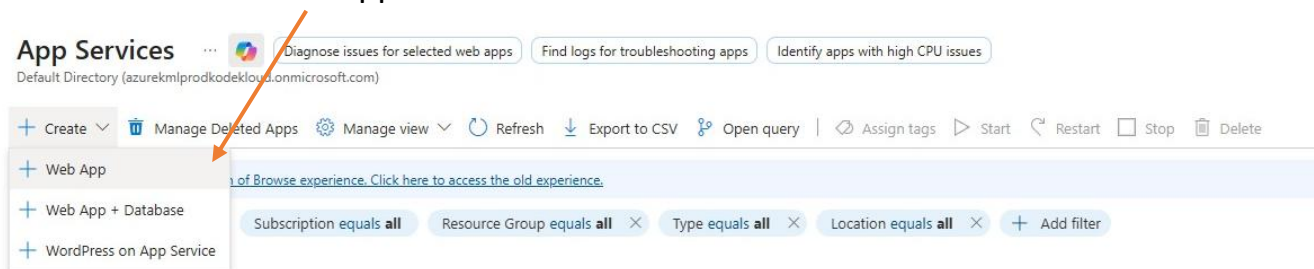 App Services ... Diagnose issues for selected web apps Find logs for troubleshooting apps Identify apps with high CPU issues
Default Directory (azurekmlprodkodekloud.onmicrosoft.com)
+ Create Manage Deleted Apps Manage view Refresh Export to CSV Open query | Assign tags Start Restart Stop Delete
+ Web App
of Browse experience. Click here to access the old experience.
+ Web App + Database
Subscription equals all Resource Group equals all × Type equals all × Location equals all × + Add filter
+ WordPress on App Service